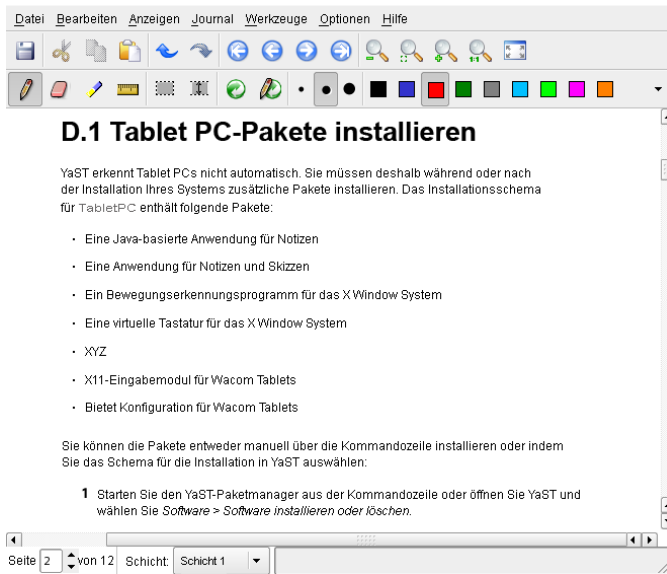 Datei Bearbeiten Anzeigen Journal Werkzeuge Optionen Hilfe
D.1 Tablet PC-Pakete installieren
YaST erkennt Tablet PCs nicht automatisch. Sie müssen deshalb während oder nach
der Installation Ihres Systems zusätzliche Pakete installieren. Das Installationsschema
für TabletPC enthält folgende Pakete:
· Eine Java-basierte Anwendung für Notizen
· Eine Anwendung für Notizen und Skizzen
· Ein Bewegungserkennungsprogramm für das X Window System
· Eine virtuelle Tastatur für das X Window System
· XYZ
· X11-Eingabemodul für Wacom Tablets
· Bietet Konfiguration für Wacom Tablets
Sie können die Pakete entweder manuell über die Kommandozeile installieren oder indem
Sie das Schema für die Installation in YaST auswählen:
1 Starten Sie den YaST-Paketmanager aus der Kommandozeile oder öffnen Sie YaST und
wählen Sie Software > Software installieren oder löschen.
Seite 2 von 12 Schicht: Schicht 1